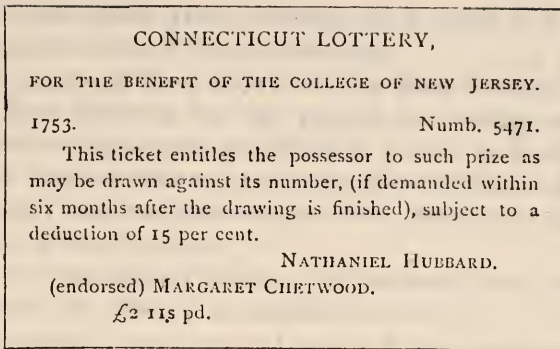 CONNECTICUT LOTTERY,
FOR THE BENEFIT OF THE COLLEGE OF NEW JERSEY.
1753. Numb. 5471.
This ticket entitles the possessor to such prize as
may be drawn against its number, (if demanded within
six months after the drawing is finished), subject to a
deduction of 15 per cent.
NATHANIEL HUBBARD.
(endorsed) MARGARET CHETWOOD.
£2 11s pd.